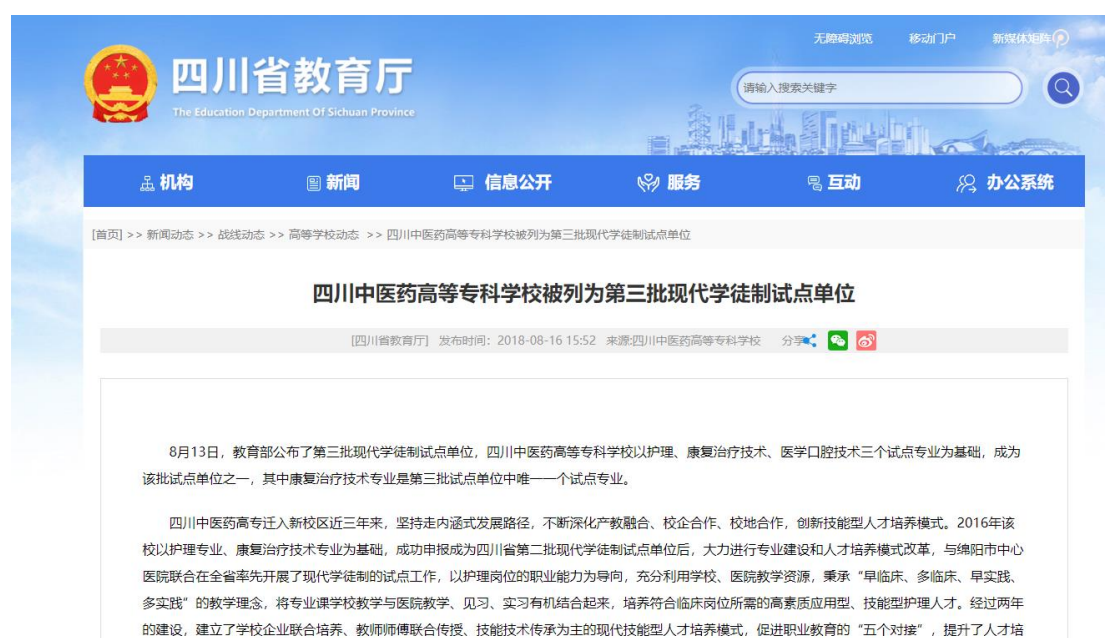 无障碍浏览 移动门户 新媒体矩阵
四川省教育厅
The Education Department Of Sichuan Province
请输入搜索关键字
机构 新闻 信息公开 服务 互动 办公系统
[首页] >> 新闻动态 >> 战线动态 >> 高等学校动态 >> 四川中医药高等专科学校被列为第三批现代学徒制试点单位
四川中医药高等专科学校被列为第三批现代学徒制试点单位
[四川省教育厅] 发布时间：2018-08-16 15:52 来源:四川中医药高等专科学校 分享
8月13日，教育部公布了第三批现代学徒制试点单位，四川中医药高等专科学校以护理、康复治疗技术、医学口腔技术三个试点专业为基础，成为
该批试点单位之一，其中康复治疗技术专业是第三批试点单位中唯一一个试点专业。
四川中医药高专迁入新校区近三年来，坚持走内涵式发展路径，不断深化产教融合、校企合作、校地合作，创新技能型人才培养模式。2016年该
校以护理专业、康复治疗技术专业为基础，成功申报成为四川省第二批现代学徒制试点单位后，大力进行专业建设和人才培养模式改革，与绵阳市中心
医院联合在全省率先开展了现代学徒制的试点工作，以护理岗位的职业能力为导向，充分利用学校、医院教学资源，秉承“早临床、多临床、早实践、
多实践”的教学理念，将专业课学校教学与医院教学、见习、实习有机结合起来，培养符合临床岗位所需的高素质应用型、技能型护理人才。经过两年
的建设，建立了学校企业联合培养、教师师傅联合传授、技能技术传承为主的现代技能型人才培养模式，促进职业教育的“五个对接”，提升了人才培